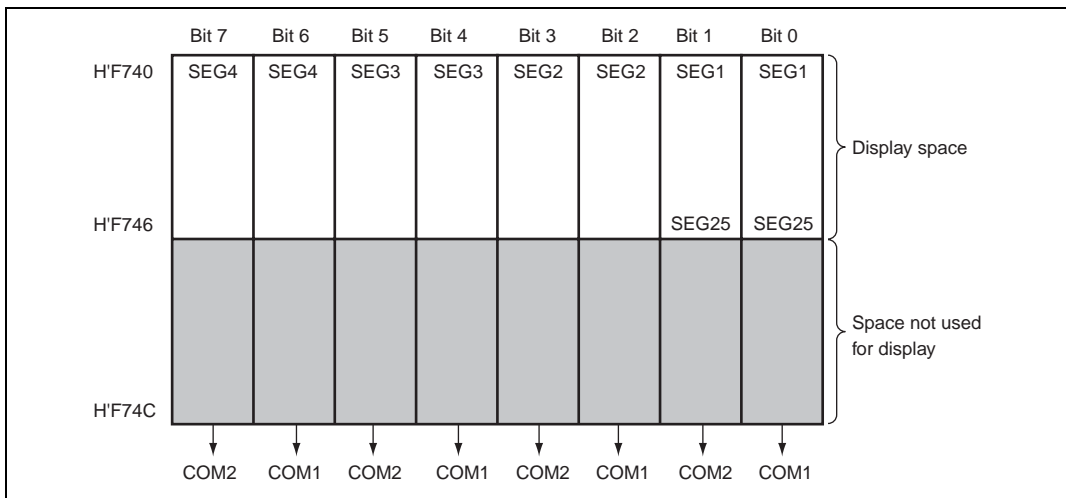 Bit 7 Bit 6 Bit 5 Bit 4 Bit 3 Bit 2 Bit 1 Bit 0
H'F740 SEG4 SEG4 SEG3 SEG3 SEG2 SEG2 SEG1 SEG1
Display space
H'F746 SEG25 SEG25
Space not used
for display
H'F74C
COM2 COM1 COM2 COM1 COM2 COM1 COM2 COM1